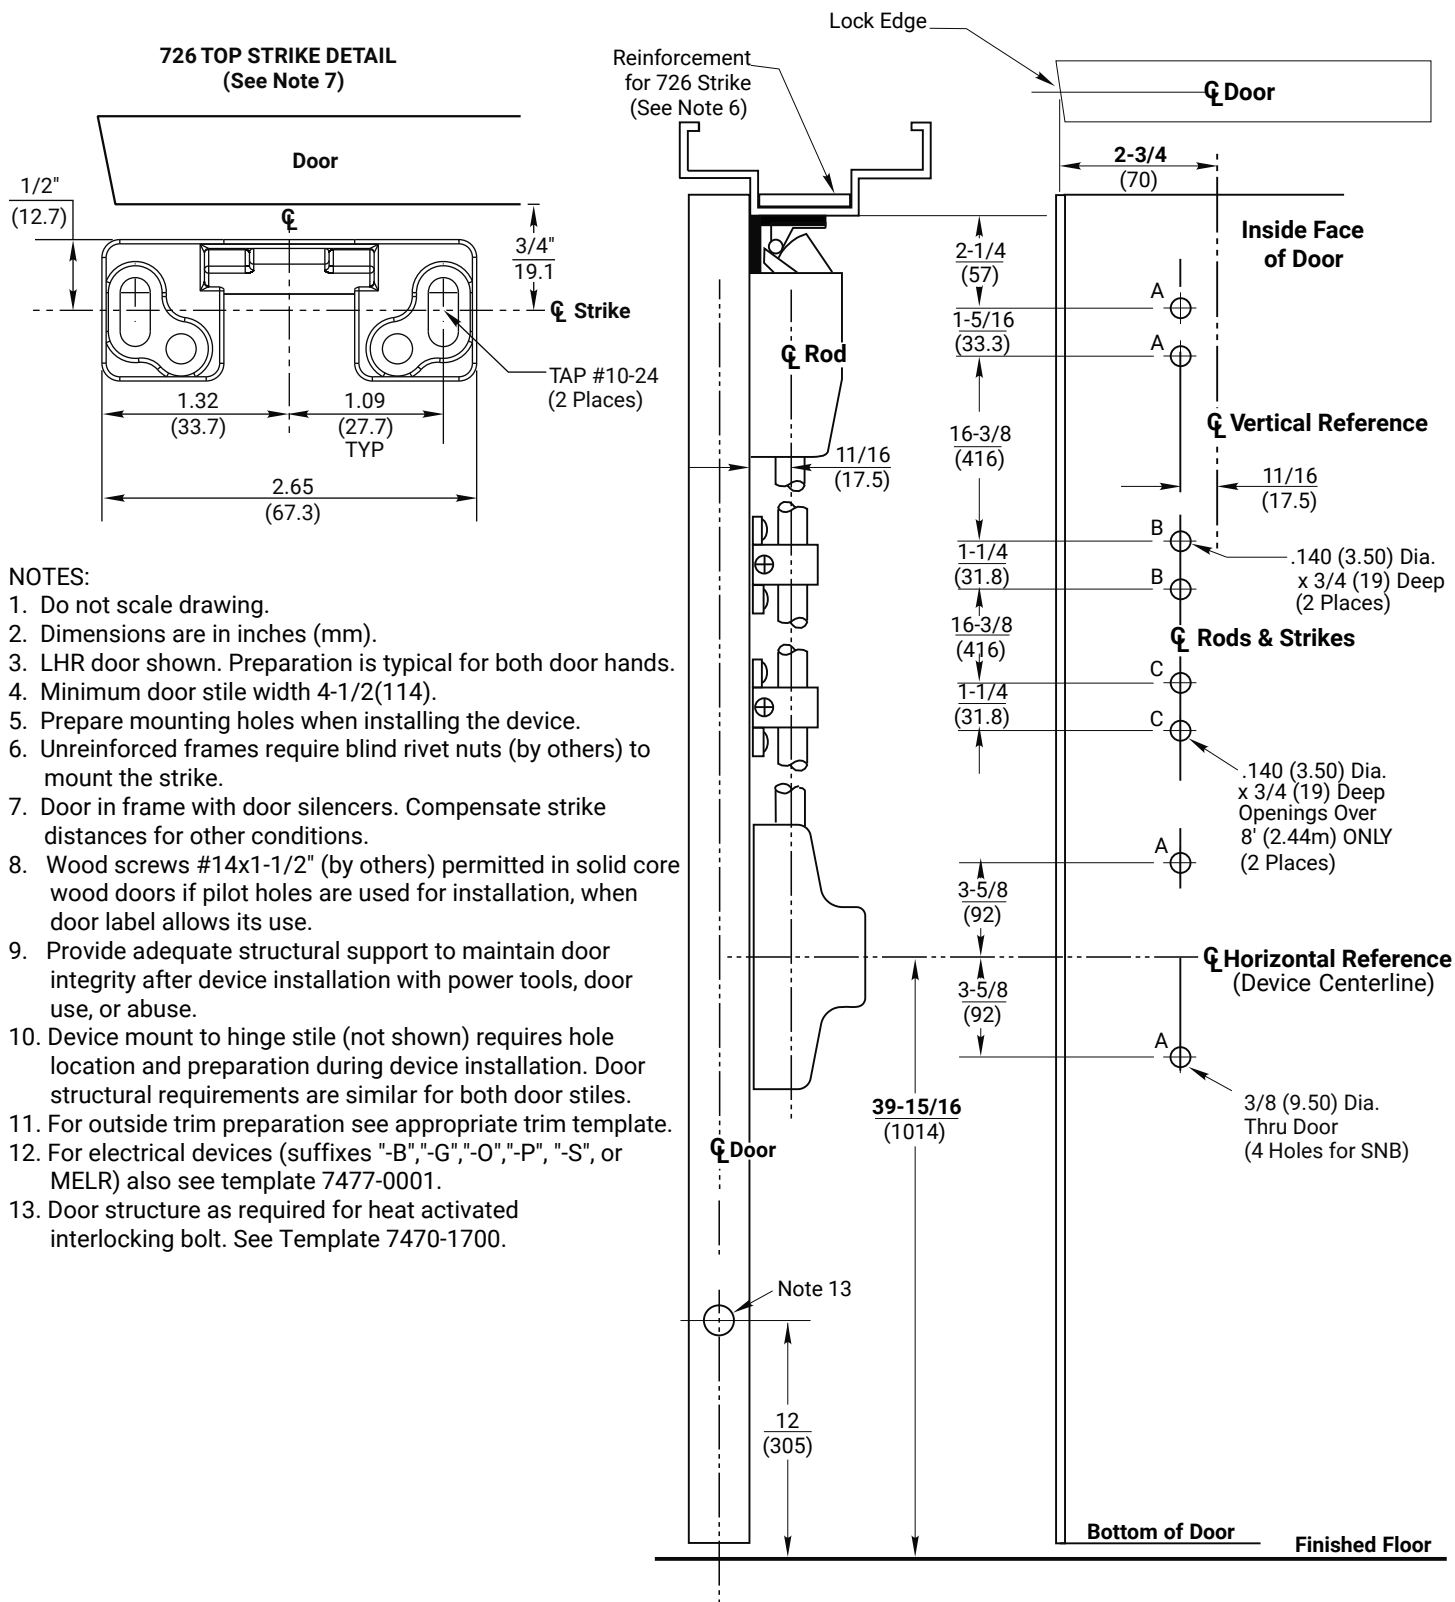 726 TOP STRIKE DETAIL
(See Note 7)
Door
1/2"
(12.7)
℄
3/4"
19.1
℄ Strike
TAP #10-24
(2 Places)
1.32
(33.7)
1.09
(27.7)
TYP
2.65
(67.3)
NOTES:
1. Do not scale drawing.
2. Dimensions are in inches (mm).
3. LHR door shown. Preparation is typical for both door hands.
4. Minimum door stile width 4-1/2(114).
5. Prepare mounting holes when installing the device.
6. Unreinforced frames require blind rivet nuts (by others) to
mount the strike.
7. Door in frame with door silencers. Compensate strike
distances for other conditions.
8. Wood screws #14x1-1/2" (by others) permitted in solid core
wood doors if pilot holes are used for installation, when
door label allows its use.
9. Provide adequate structural support to maintain door
integrity after device installation with power tools, door
use, or abuse.
10. Device mount to hinge stile (not shown) requires hole
location and preparation during device installation. Door
structural requirements are similar for both door stiles.
11. For outside trim preparation see appropriate trim template.
12. For electrical devices (suffixes "-B","-G","-O","-P", "-S", or
MELR) also see template 7477-0001.
13. Door structure as required for heat activated
interlocking bolt. See Template 7470-1700.
Reinforcement
for 726 Strike
(See Note 6)
℄ Rod
11/16
(17.5)
℄ Door
Note 13
12
(305)
39-15/16
(1014)
Lock Edge
℄ Door
2-3/4
(70)
Inside Face
of Door
2-1/4
(57)
A
1-5/16
(33.3)
A
16-3/8
(416)
℄ Vertical Reference
11/16
(17.5)
B
1-1/4
(31.8)
B
.140 (3.50) Dia.
x 3/4 (19) Deep
(2 Places)
16-3/8
(416)
℄ Rods & Strikes
C
1-1/4
(31.8)
C
.140 (3.50) Dia.
x 3/4 (19) Deep
Openings Over
8' (2.44m) ONLY
(2 Places)
A
3-5/8
(92)
℄ Horizontal Reference
(Device Centerline)
3-5/8
(92)
A
3/8 (9.50) Dia.
Thru Door
(4 Holes for SNB)
Bottom of Door
Finished Floor